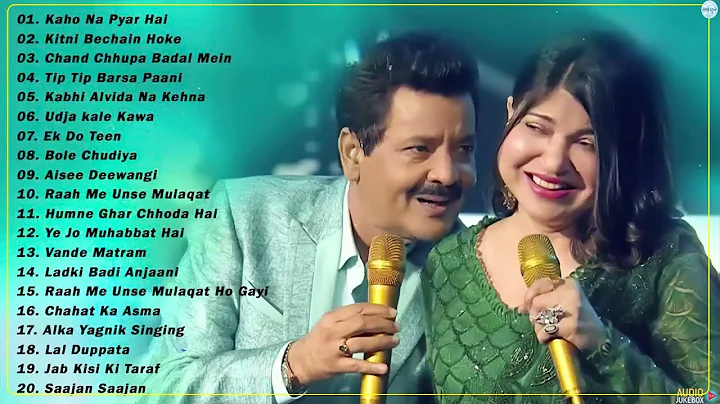 01. Kaho Na Pyar Hai
02. Kitni Bechain Hoke
03. Chand Chhupa Badal Mein
04. Tip Tip Barsa Paani
05. Kabhi Alvida Na Kehna
06. Udja kale Kawa
07. Ek Do Teen
08. Bole Chudiya
09. Aisee Deewangi
10. Raah Me Unse Mulaqat
11. Humne Ghar Chhoda Hai
12. Ye Jo Muhabbat Hai
13. Vande Matram
14. Ladki Badi Anjaani
15. Raah Me Unse Mulaqat Ho Gayi
16. Chahat Ka Asma
17. Alka Yagnik Singing
18. Lal Duppata
19. Jab Kisi Ki Taraf
20. Saajan Saajan
AUDIO
JUKEBOX